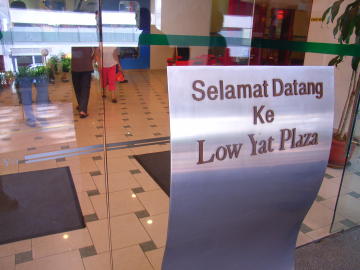 Selamat Datang
Ke
Low Yat Plaza